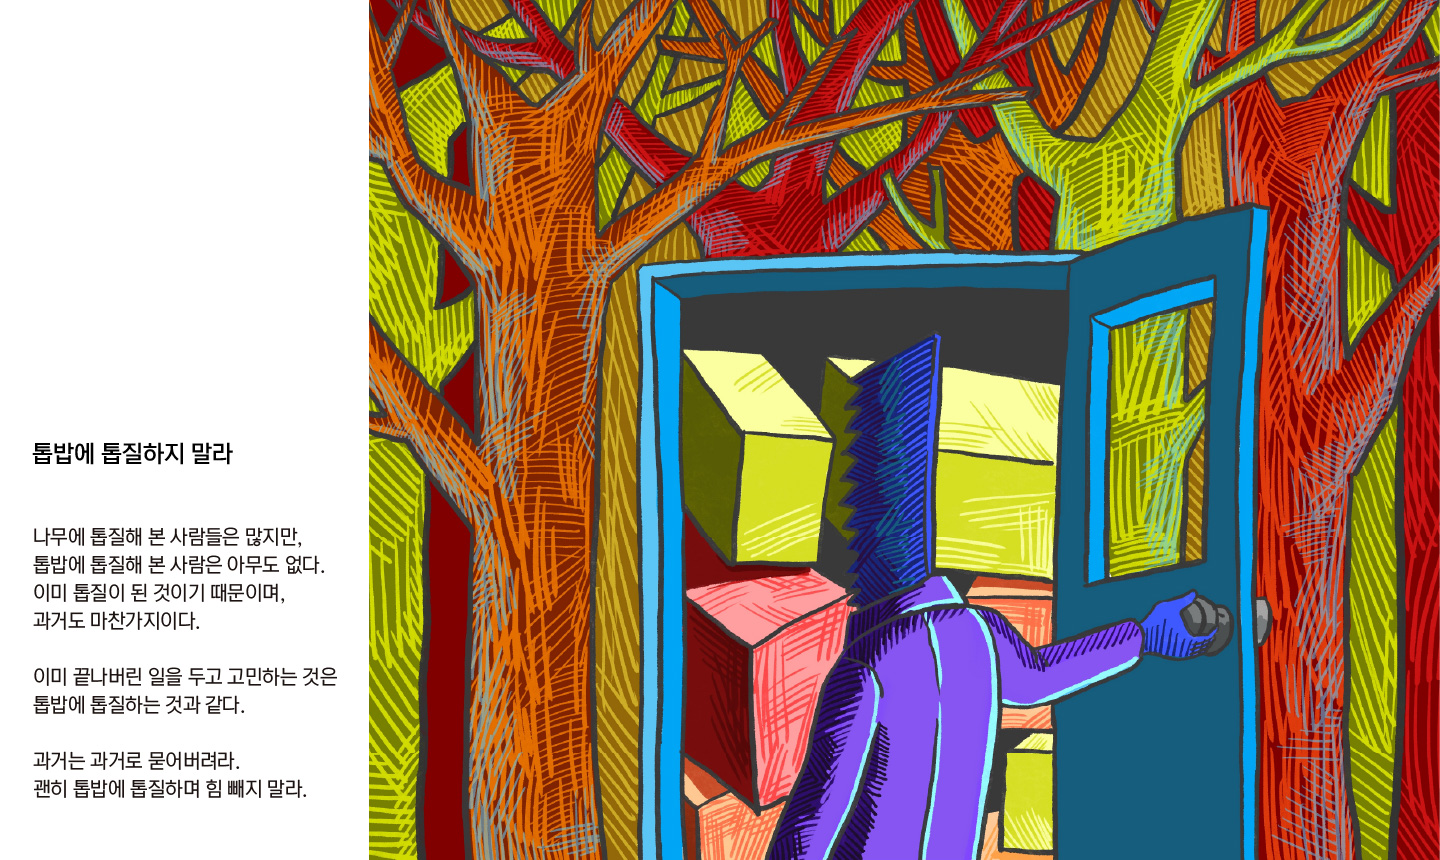 톱밥에 톱질하지 말라
나무에 톱질해 본 사람들은 많지만,
톱밥에 톱질해 본 사람은 아무도 없다.
이미 톱질이 된 것이기 때문이며,
과거도 마찬가지이다.
이미 끝나버린 일을 두고 고민하는 것은
톱밥에 톱질하는 것과 같다.
과거는 과거로 묻어버려라.
괜히 톱밥에 톱질하며 힘 빼지 말라.